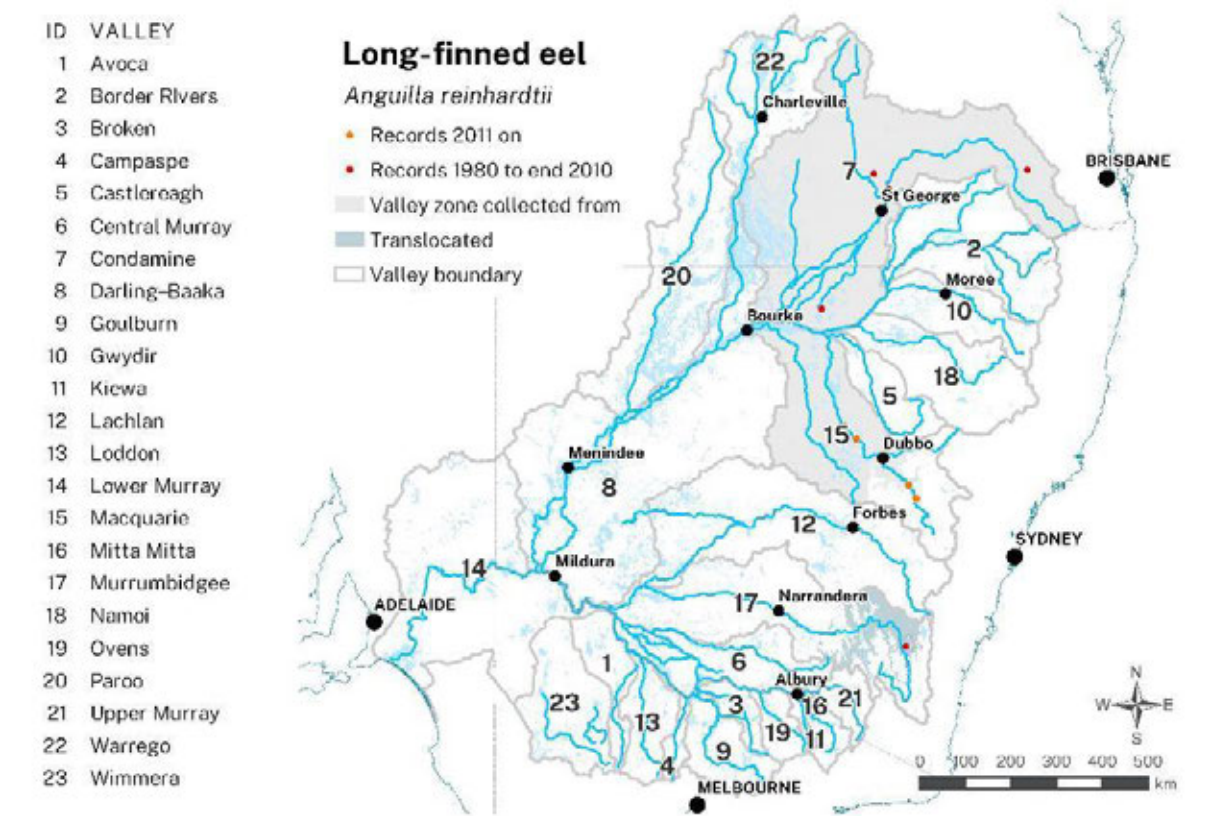 ID VALLEY
1 Avoca
2 Border RIvers
3 Broken
4 Campaspe
5 Castlereagh
6 Central Murray
7 Condamine
8 Darling–Baaka
9 Goulburn
10 Gwydir
11 Kiewa
12 Lachlan
13 Loddon
14 Lower Murray
15 Macquarie
16 Mitta Mitta
17 Murrumbidgee
18 Namoi
19 Ovens
20 Paroo
21 Upper Murray
22 Warrego
23 Wimmera
Long-finned eel
Anguilla reinhardtii
Records 2011 on
Records 1980 to end 2010
Valley zone collected from
Translocated
Valley boundary
22
Charleville
BRISBANE
7
St George
2
20
Moree
10
Bourke
18
5
15
Dubbo
Menindee
8
Forbes
12
SYDNEY
Mildura
14
Narrandera
17
ADELAIDE
1
6
Albury
23
3
16
21
13
19
11
9
4
MELBOURNE
N
W E
S
0 100 200 300 400 500
km